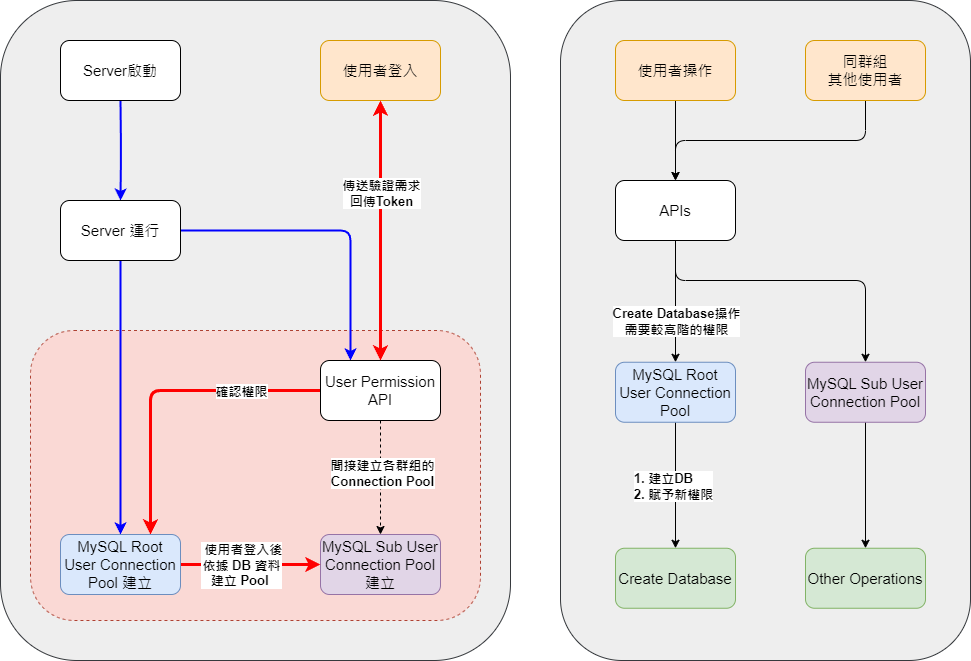 Server啟動
使用者登入
傳送驗證需求
回傳Token
Server 運行
User Permission
API
確認權限
間接建立各群組的
Connection Pool
MySQL Root
User Connection
Pool 建立
使用者登入後
依據 DB 資料
建立 Pool
MySQL Sub User
Connection Pool
建立
使用者操作
同群組
其他使用者
APIs
Create Database操作
需要較高階的權限
MySQL Root
User Connection
Pool
MySQL Sub User
Connection Pool
1. 建立DB
2. 賦予新權限
Create Database
Other Operations